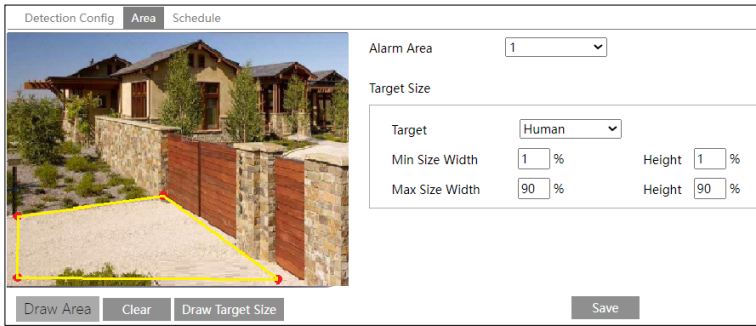 Detection Config Area Schedule
Alarm Area 1
Target Size
Target Human
Min Size Width 1 % Height 1 %
Max Size Width 90 % Height 90 %
Draw Area Clear Draw Target Size Save